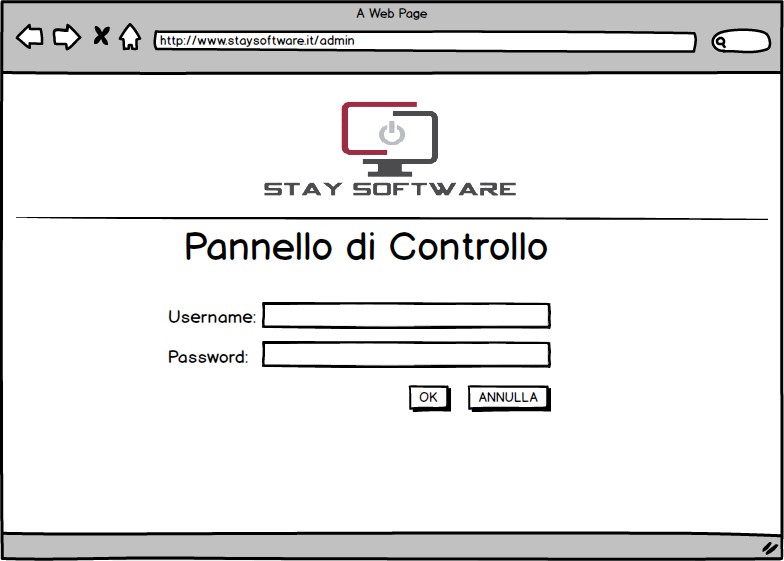 A Web Page
http://www.staysoftware.it/admin
STAY SOFTWARE
Pannello di Controllo
Username:
Password:
OK ANNULLA